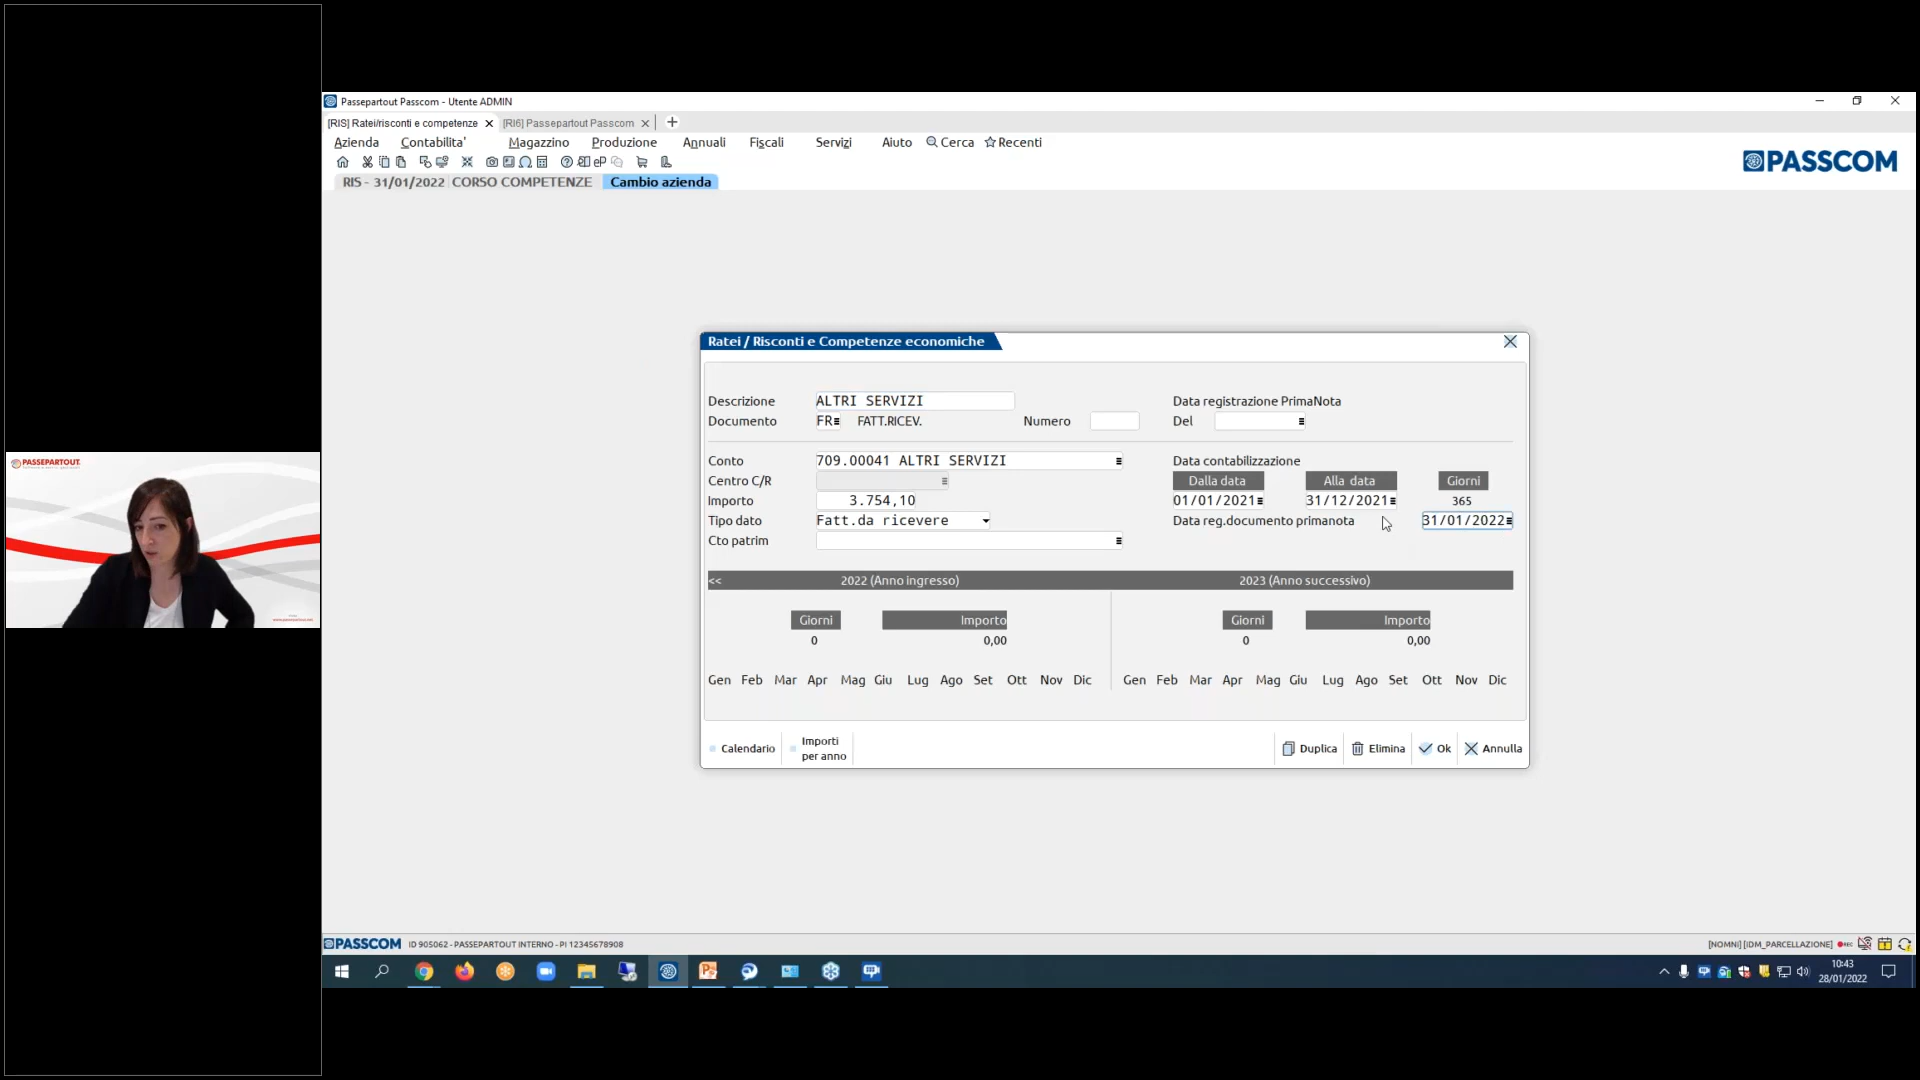 Passepartout Passcom - Utente ADMIN
[RIS] Ratei/risconti e competenze [RI6] Passepartout Passcom
Azienda Contabilita' Magazzino Produzione Annuali Fiscali Servizi Aiuto Cerca Recenti
PASSCOM
RIS - 31/01/2022 CORSO COMPETENZE Cambio azienda
Ratei / Risconti e Competenze economiche
Descrizione ALTRI SERVIZI Data registrazione PrimaNota
Documento FR FATT.RICEV. Numero Del
Conto 709.00041 ALTRI SERVIZI Data contabilizzazione
Centro C/R Dalla data Alla data Giorni
Importo 3.754,10 01/01/2021 31/12/2021 365
Tipo dato Fatt.da ricevere Data reg.documento primanota 31/01/2022
Cto patrim
<< 2022 (Anno ingresso) 2023 (Anno successivo)
Giorni Importo Giorni Importo
0 0,00 0 0,00
Gen Feb Mar Apr Mag Giu Lug Ago Set Ott Nov Dic Gen Feb Mar Apr Mag Giu Lug Ago Set Ott Nov Dic
Calendario Importi per anno Duplica Elimina Ok Annulla
PASSEPARTOUT
PASSCOM ID 905062 - PASSEPARTOUT INTERNO - PI 12345678908 [NOMNI] [IDM_PARCELLAZIONE] REC
10:43
28/01/2022